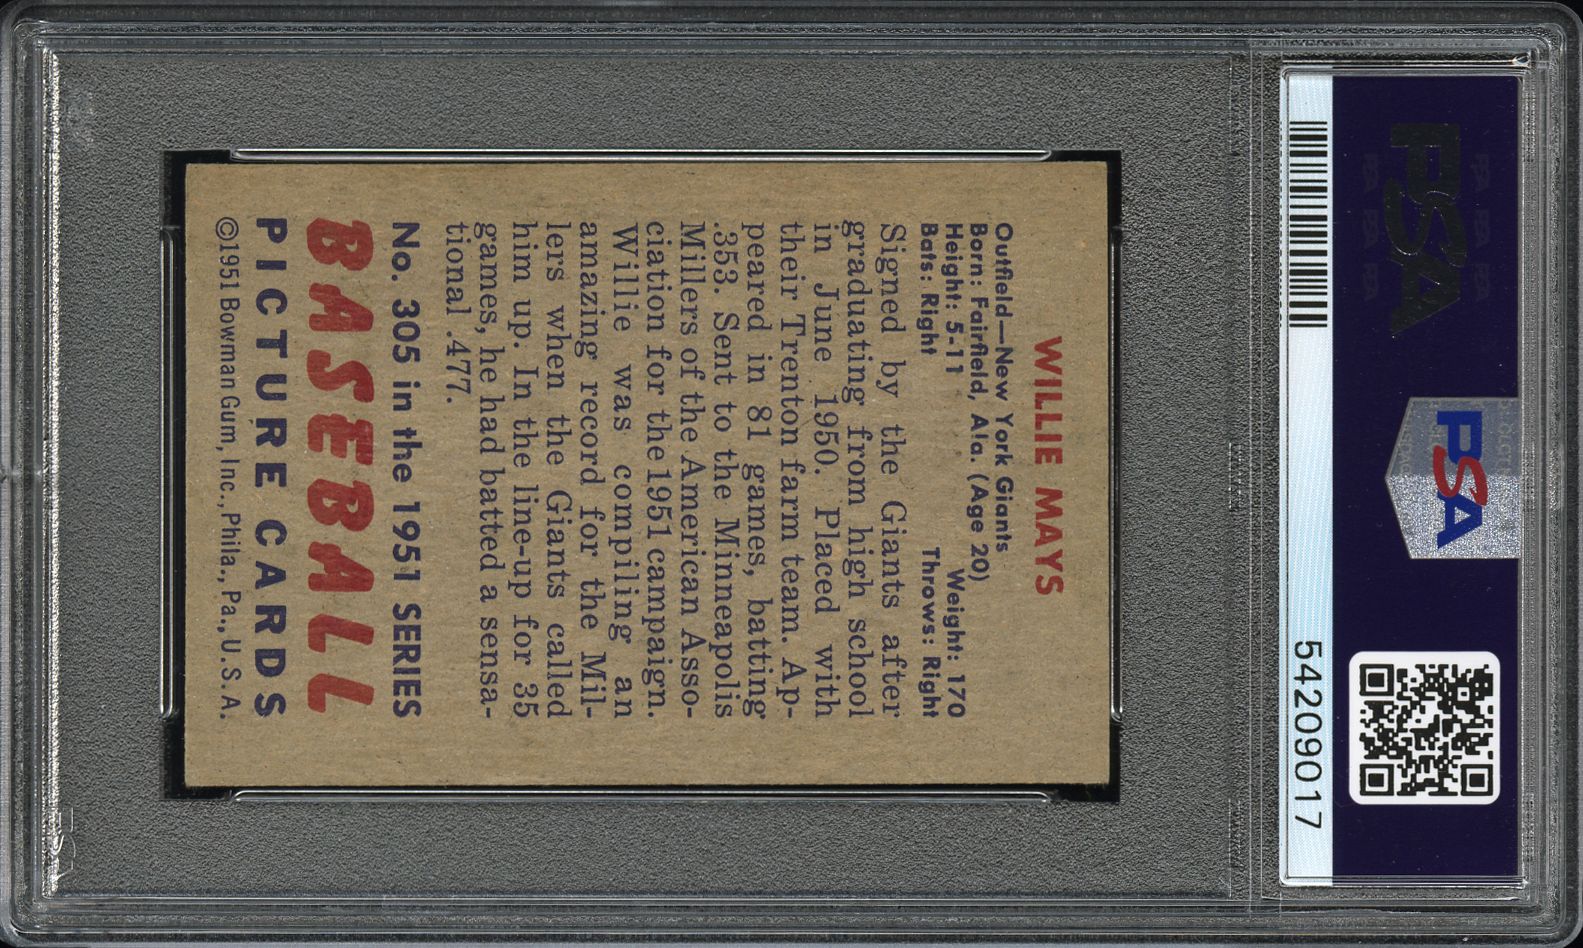 PSA
PSA
54209017
WILLIE MAYS
Outfield—New York Giants
Born: Fairfield, Ala. (Age 20)
Height: 5-11 Weight: 170
Bats: Right Throws: Right
Signed by the Giants after
graduating from high school
in June 1950. Placed with
their Trenton farm team. Ap-
peared in 81 games, batting
.353. Sent to the Minneapolis
Millers of the American Asso-
ciation for the 1951 campaign.
Willie was compiling an
amazing record for the Mil-
lers when the Giants called
him up. In the line-up for 35
games, he had batted a sensa-
tional .477.
No. 305 in the 1951 SERIES
BASEBALL
PICTURE CARDS
©1951 Bowman Gum, Inc., Phila., Pa., U.S.A.